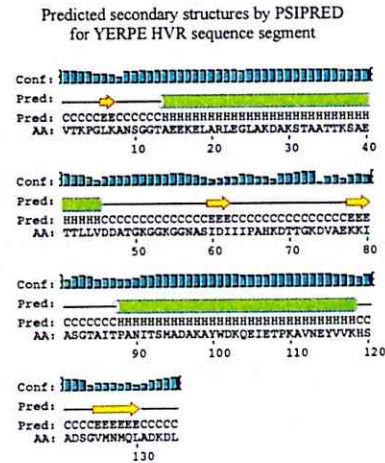 Predicted secondary structures by PSIPRED
for YERPE HVR sequence segment
Conf:
Pred:
Pred: CCCCCEECCCCCCHHHHHHHHHHHHHHHHHHHHHHHHHHH
AA: VTKPGLKANSGGTAEEKELARLEGLAKDAKSTAATTKSAE
10 20 30 40
Conf:
Pred:
Pred: HHHHHCCCCCCCCCCCCCCEEECCCCCCCCCCCCCCCEEE
AA: TTLLVDDATGKGGKGGNASIDIIIPAHKDTTGKDVAEKKI
50 60 70 80
Conf:
Pred:
Pred: CCCCCCCHHHHHHHHHHHHHHHHHHHHHHHHHHHHHHHCC
AA: ASGTAITPANITSMADAKAYWDKQEIETPKAVNEYVVKHS
90 100 110 120
Conf:
Pred:
Pred: CCCCEEEEEECCCCC
AA: ADSGVMNMQLADKDL
130